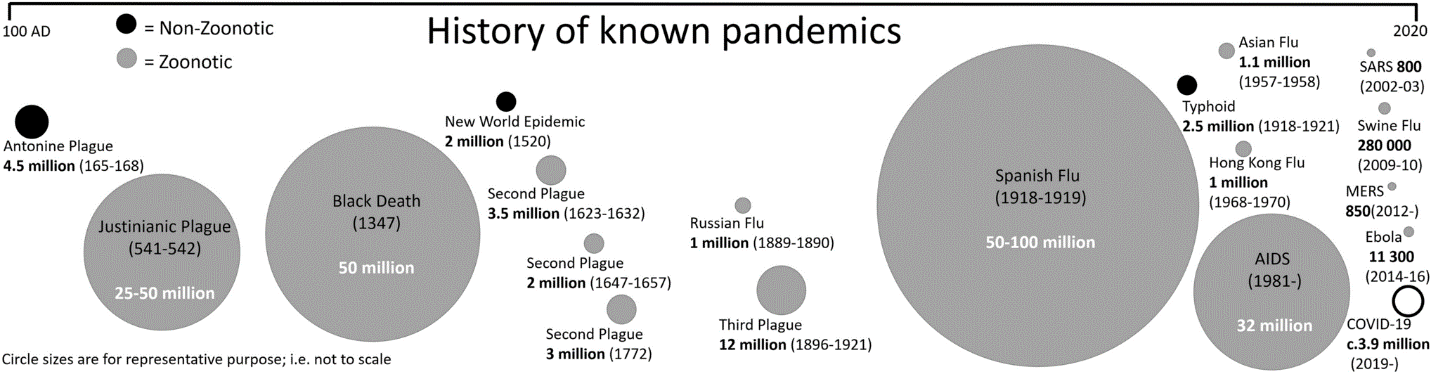 100 AD
History of known pandemics
2020
= Non-Zoonotic
= Zoonotic
Antonine Plague
4.5 million (165-168)
Justinianic Plague
(541-542)
25-50 million
Black Death
(1347)
50 million
New World Epidemic
2 million (1520)
Second Plague
3.5 million (1623-1632)
Second Plague
2 million (1647-1657)
Second Plague
3 million (1772)
Russian Flu
1 million (1889-1890)
Third Plague
12 million (1896-1921)
Spanish Flu
(1918-1919)
50-100 million
Typhoid
2.5 million (1918-1921)
Asian Flu
1.1 million
(1957-1958)
Hong Kong Flu
1 million
(1968-1970)
AIDS
(1981-)
32 million
SARS 800
(2002-03)
Swine Flu
280 000
(2009-10)
MERS
850(2012-)
Ebola
11 300
(2014-16)
COVID-19
c.3.9 million
(2019-)
Circle sizes are for representative purpose; i.e. not to scale